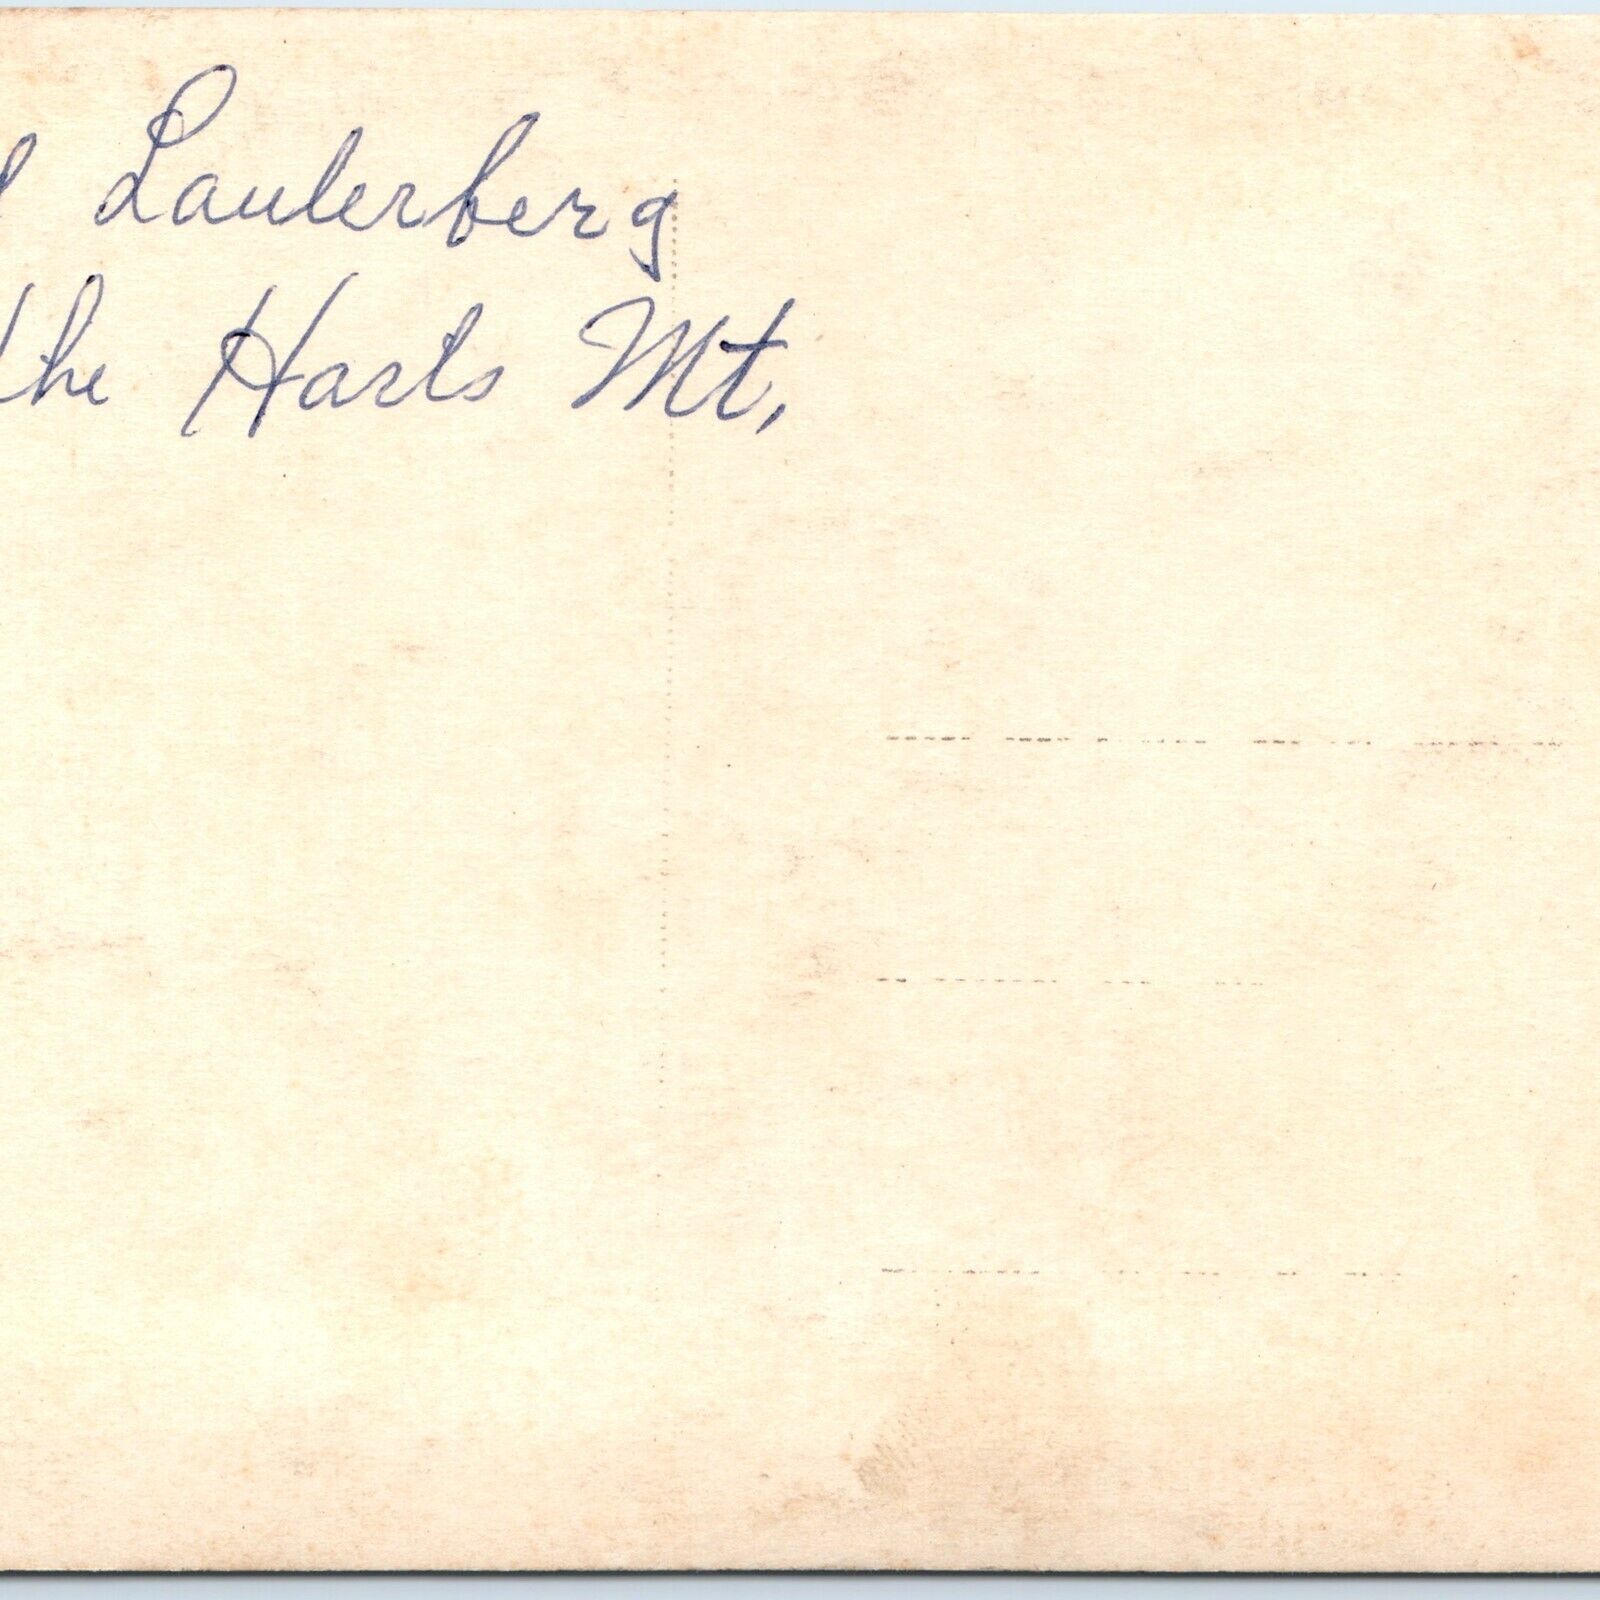 d Lauterberg
the Harts Mt.